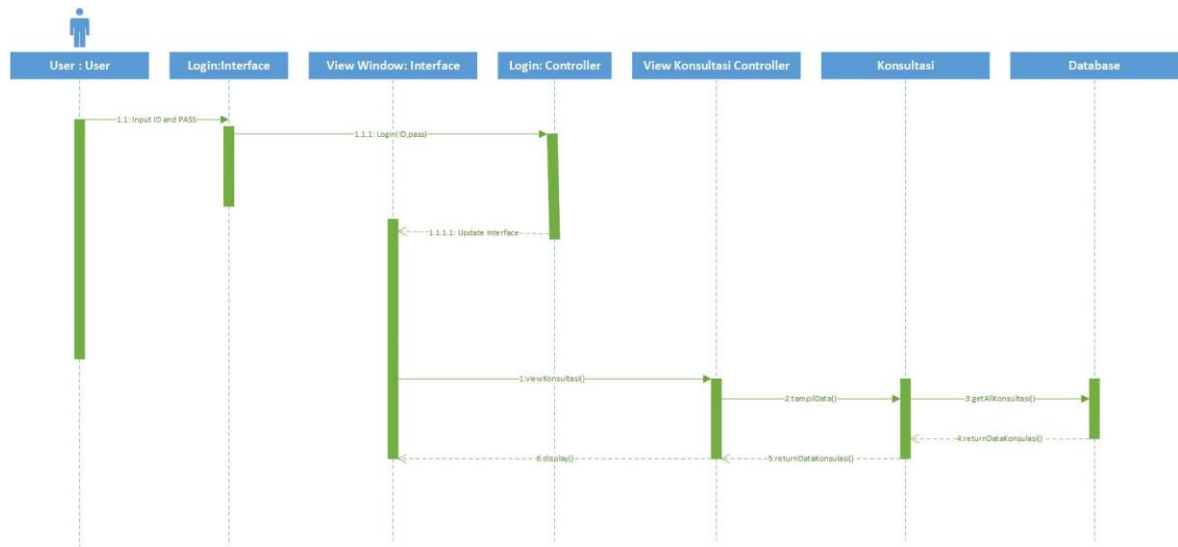 User : User
Login:Interface
View Window: Interface
Login: Controller
View Konsultasi Controller
Konsultasi
Database
1.1: Input ID and PASS
1.1.1: Login(ID,pass)
1.1.1.1: Update Interface
1:viewKonsultasi()
2:tampilData()
3:getAllKonsultasi()
4:returnDataKonsulasi()
5:returnDataKonsulasi()
6:display()